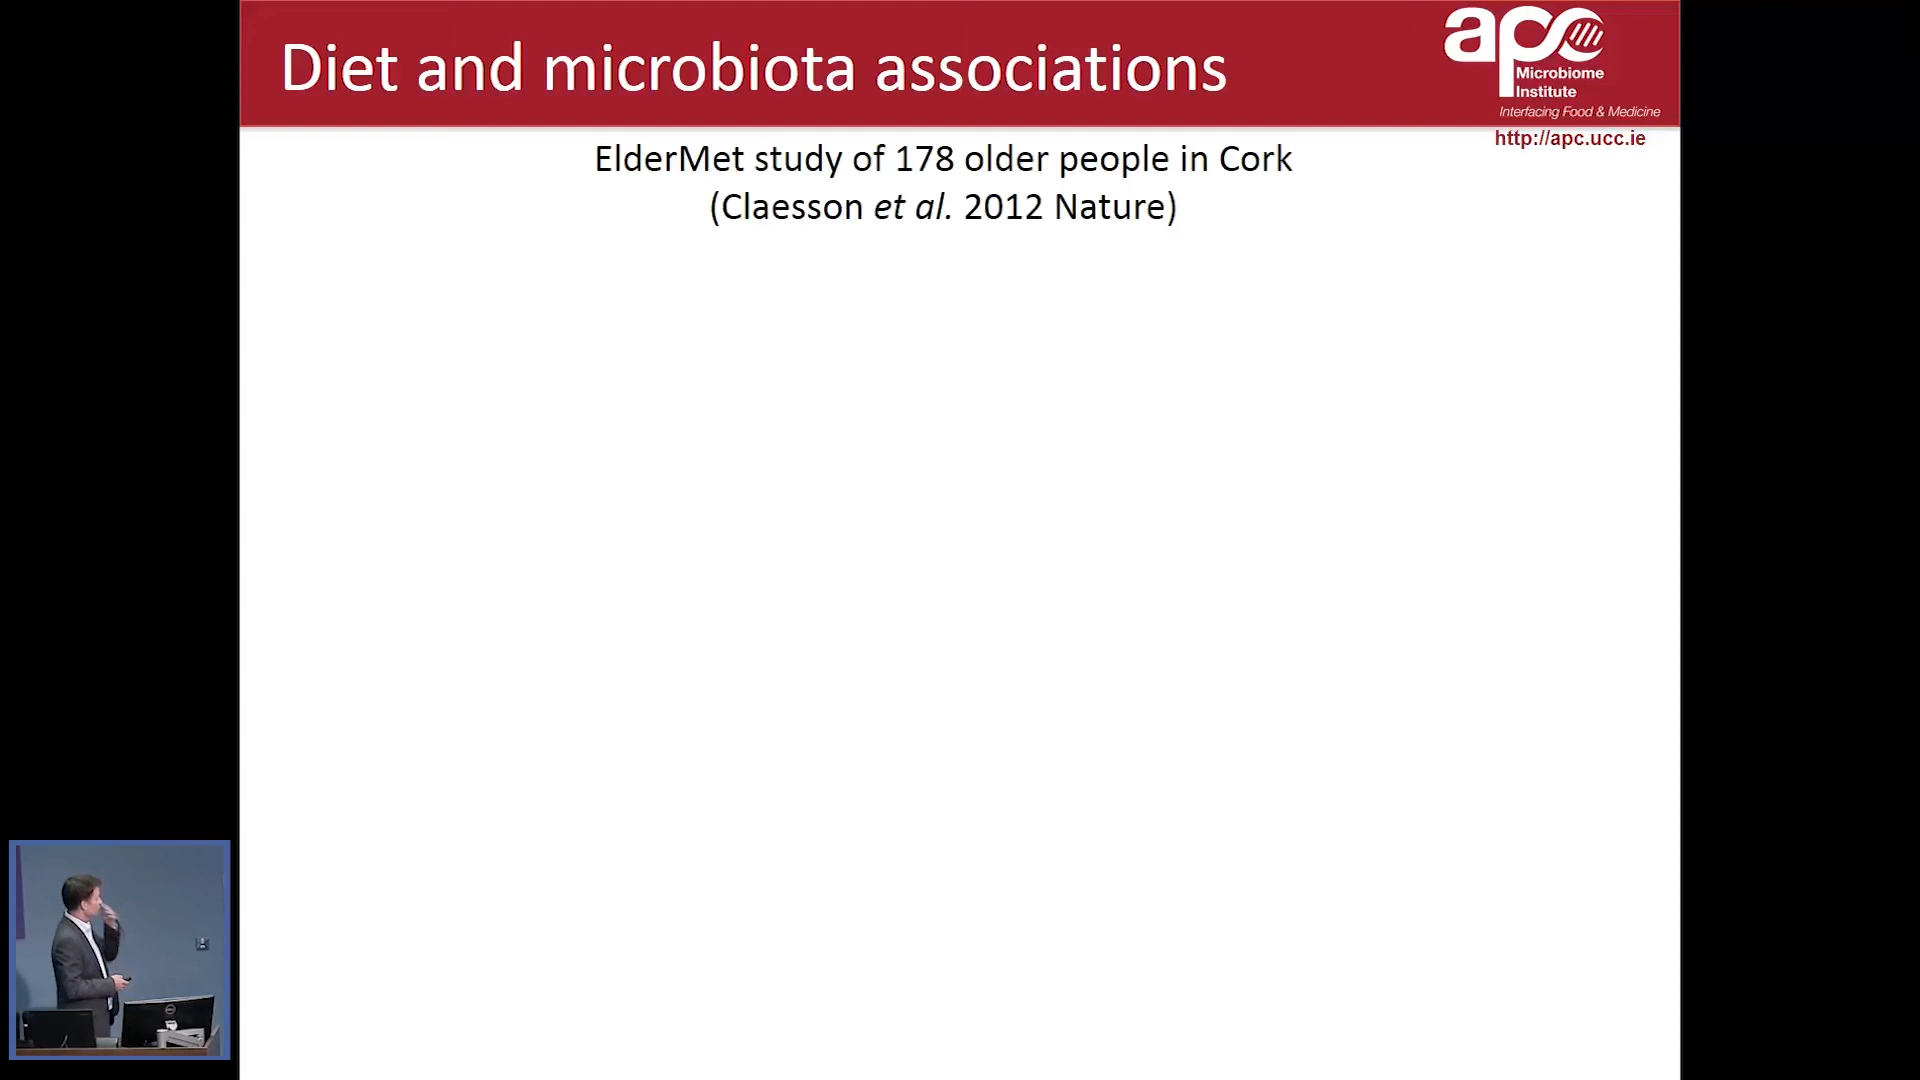 Diet and microbiota associations
apc
Microbiome
Institute
Interfacing Food & Medicine
http://apc.ucc.ie
ElderMet study of 178 older people in Cork
(Claesson et al. 2012 Nature)